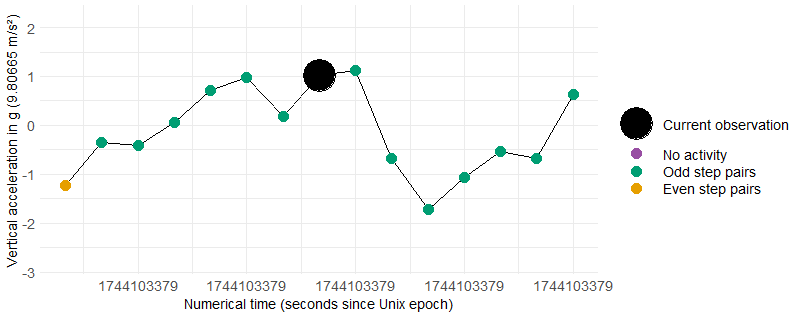 Vertical acceleration in g (9.80665 m/s²)
2
1
0
-1
-2
-3
1744103379 1744103379 1744103379 1744103379 1744103379
Numerical time (seconds since Unix epoch)
Current observation
No activity
Odd step pairs
Even step pairs